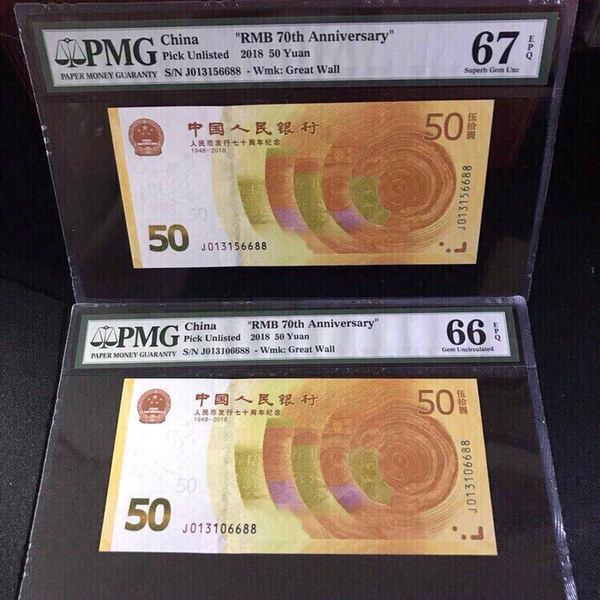 PMG
PAPER MONEY GUARANTY
China "RMB 70th Anniversary"
Pick Unlisted 2018 50 Yuan
S/N J013156688 - Wmk: Great Wall
67 EPQ
Superb Gem Unc
中国人民银行
人民币发行七十周年纪念
1948-2018
50 伍拾圆
50
50
J013156688
J013156688
PMG
PAPER MONEY GUARANTY
China "RMB 70th Anniversary"
Pick Unlisted 2018 50 Yuan
S/N J013106688 - Wmk: Great Wall
66 EPQ
Gem Uncirculated
中国人民银行
人民币发行七十周年纪念
1948-2018
50 伍拾圆
50
50
J013106688
J013106688